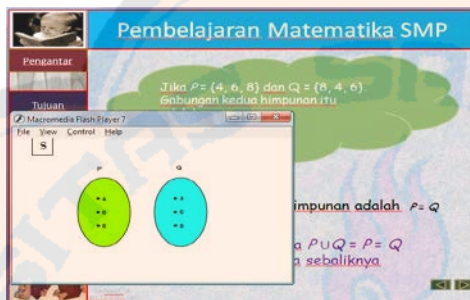 Pembelajaran Matematika SMP
Pengantar
Tujuan
Jika P = {4, 6, 8} dan Q = {8, 4, 6}.
Gabungan kedua himpunan itu
Macromedia Flash Player 7
File View Control Help
S
P Q
impunan adalah P = Q
a P∪Q = P = Q
a sebaliknya